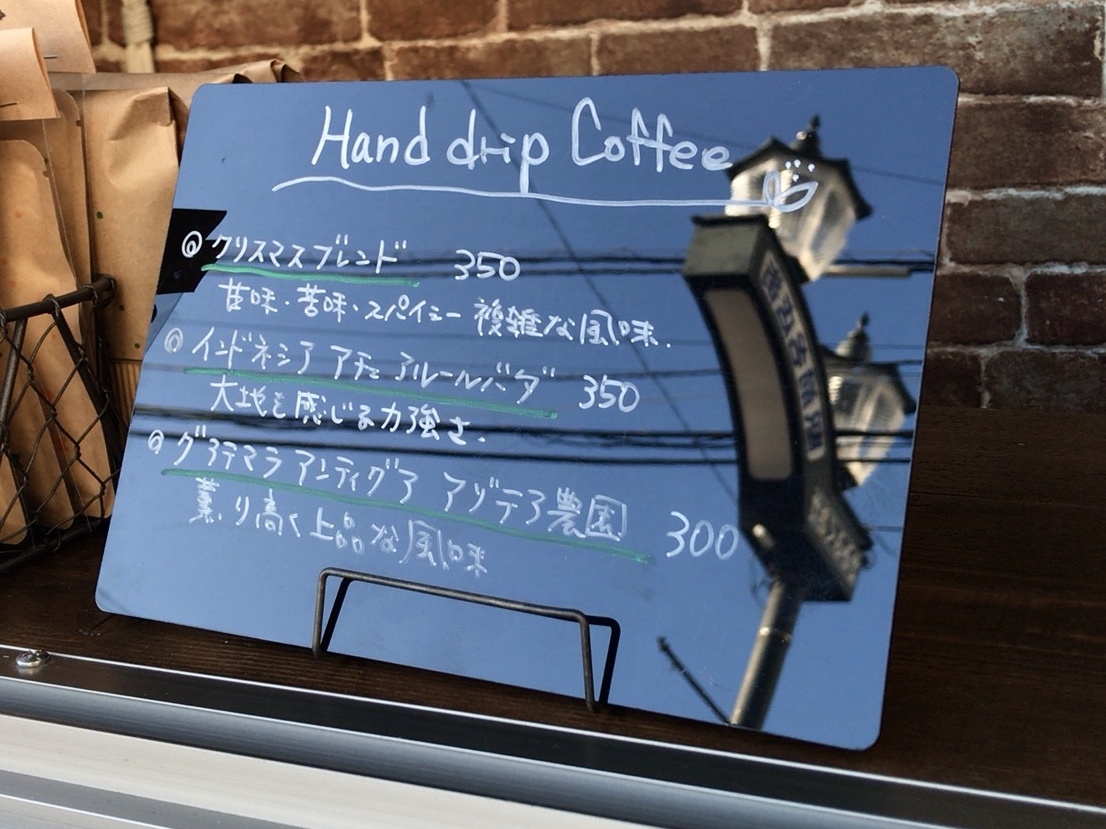 Hand drip Coffee
◎ クリスマスブレンド 350
甘味・苦味・スパイシー 複雑な風味.
◎ インドネシア アチェ アルールバダ 350
大地を感じる力強さ.
◎ グアテマラ アンティグア アゾテア農園 300
薫り高く上品な風味